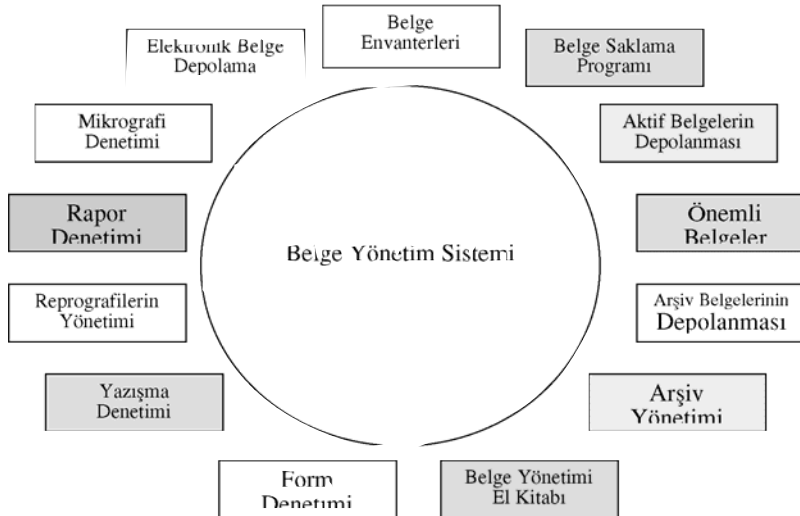 Belge
Envanterleri
Elektronik Belge
Depolama
Belge Saklama
Programı
Mikrografi
Denetimi
Aktif Belgelerin
Depolanması
Rapor
Denetimi
Önemli
Belgeler
Belge Yönetim Sistemi
Reprografilerin
Yönetimi
Arşiv Belgelerinin
Depolanması
Yazışma
Denetimi
Arşiv
Yönetimi
Form
Denetimi
Belge Yönetimi
El Kitabı